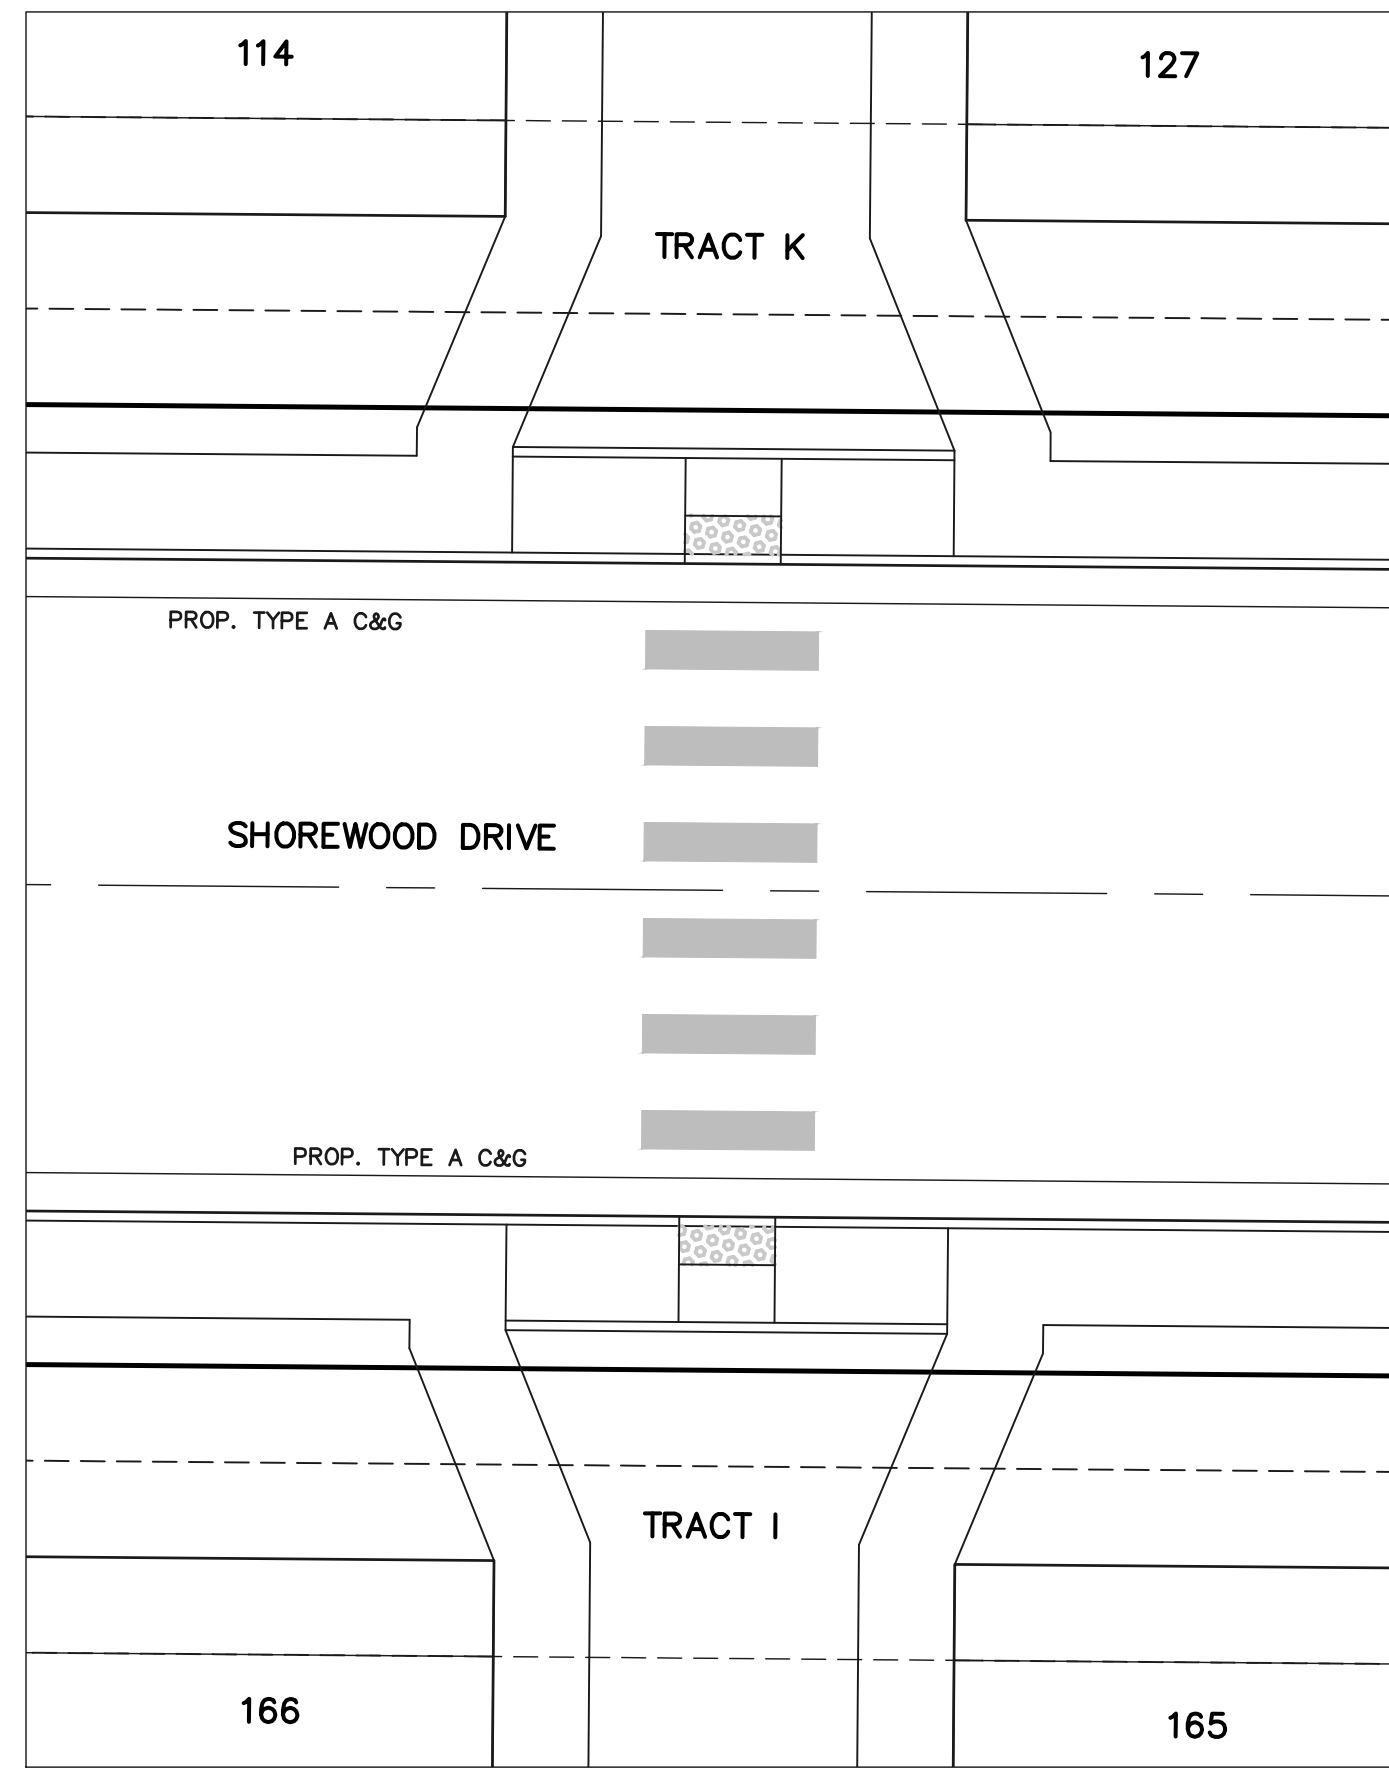 114
127
TRACT K
PROP. TYPE A C&G
SHOREWOOD DRIVE
PROP. TYPE A C&G
TRACT I
166
165